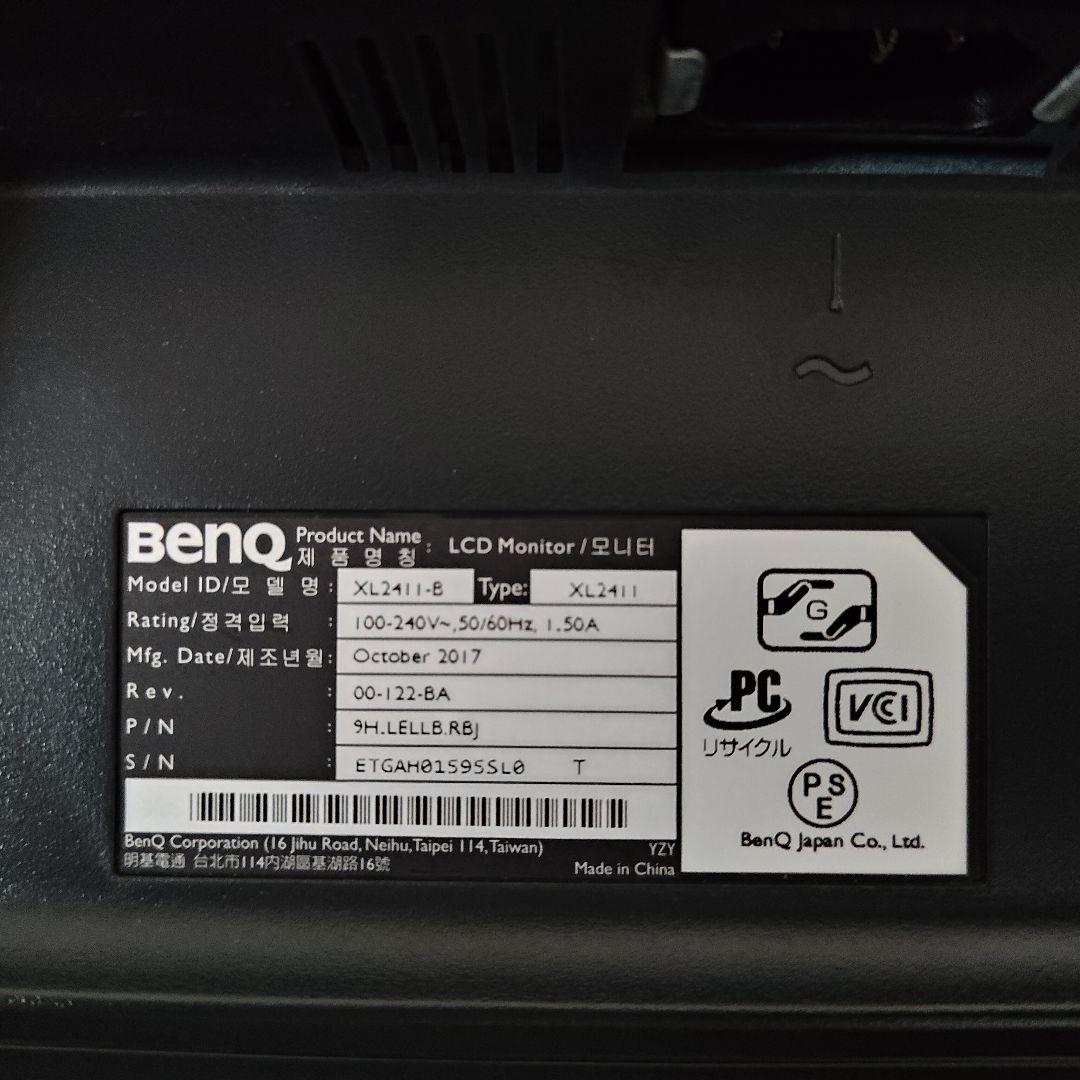 BenQ Product Name : LCD Monitor / 모니터
제 품 명 칭
Model ID/모 델 명 : XL2411-B Type: XL2411
Rating/정격입력 : 100-240V~,50/60Hz, 1.50A
Mfg. Date/제조년월: October 2017
Rev. : 00-122-BA
P/N : 9H.LELLB.RBJ
S/N : ETGAH01595SL0 T
BenQ Corporation (16 Jihu Road, Neihu,Taipei 114,Taiwan) YZY
明基電通 台北市114內湖區基湖路16號
Made in China
G
PC
リサイクル
VCCI
PSE
BenQ Japan Co., Ltd.